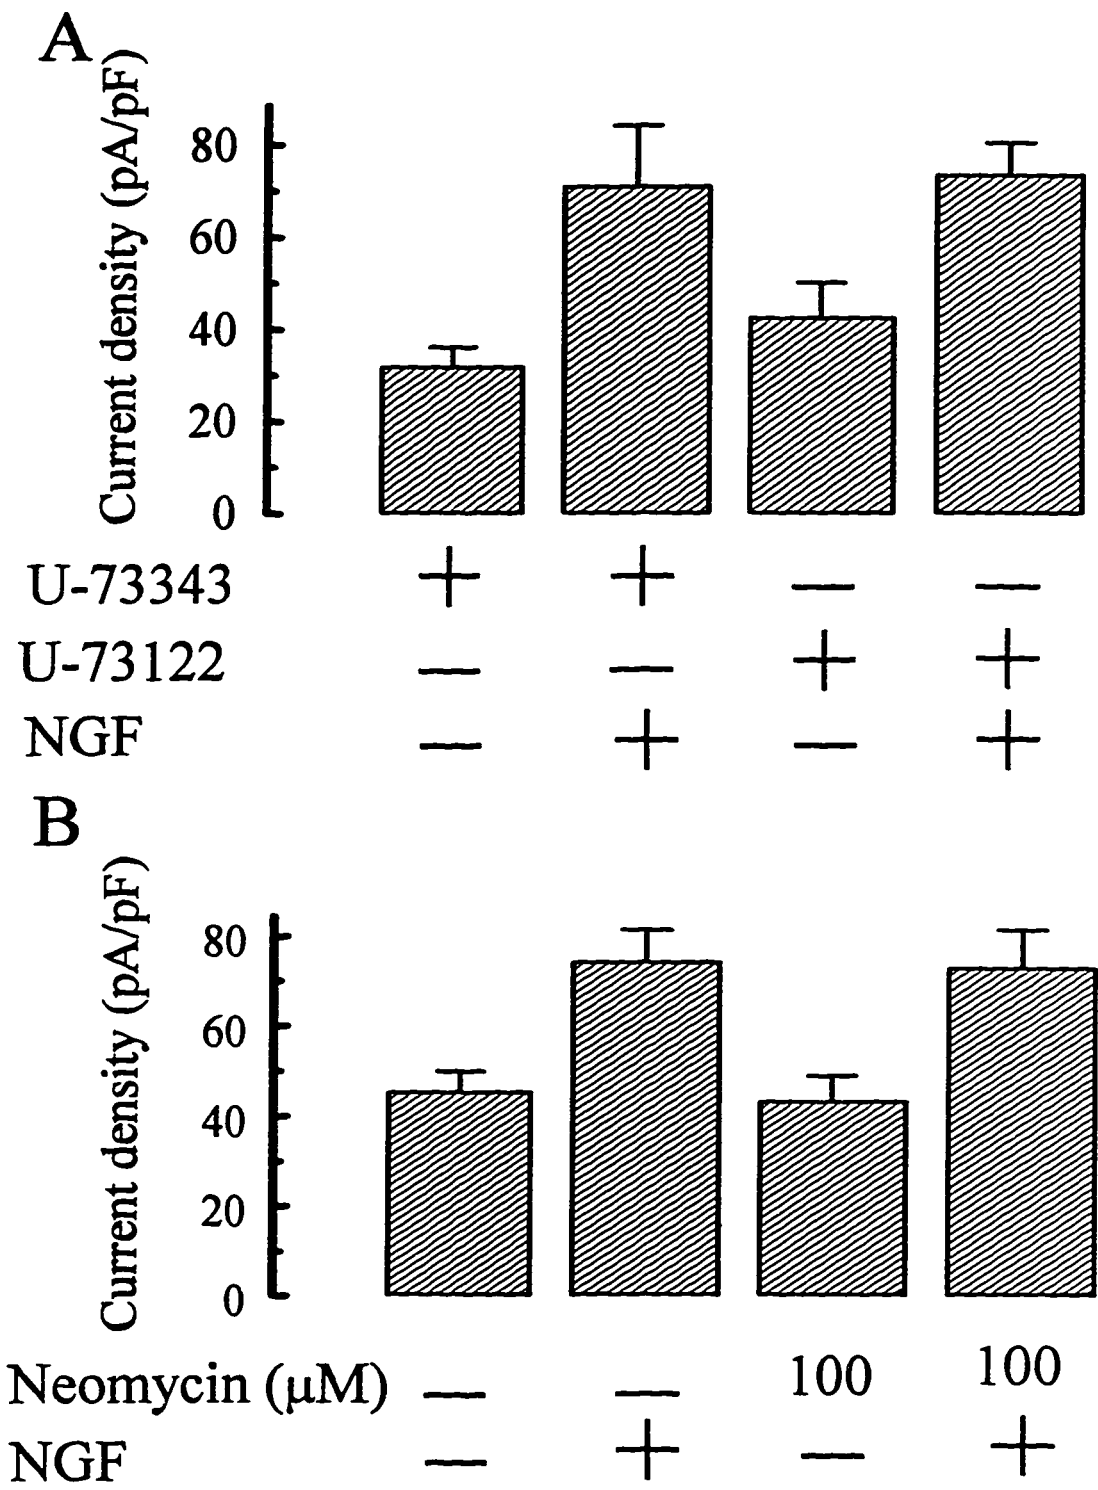 A
Current density (pA/pF)
80
60
40
20
0
U-73343 + + — —
U-73122 — — + +
NGF — + — +
B
Current density (pA/pF)
80
60
40
20
0
Neomycin (μM) — — 100 100
NGF — + — +